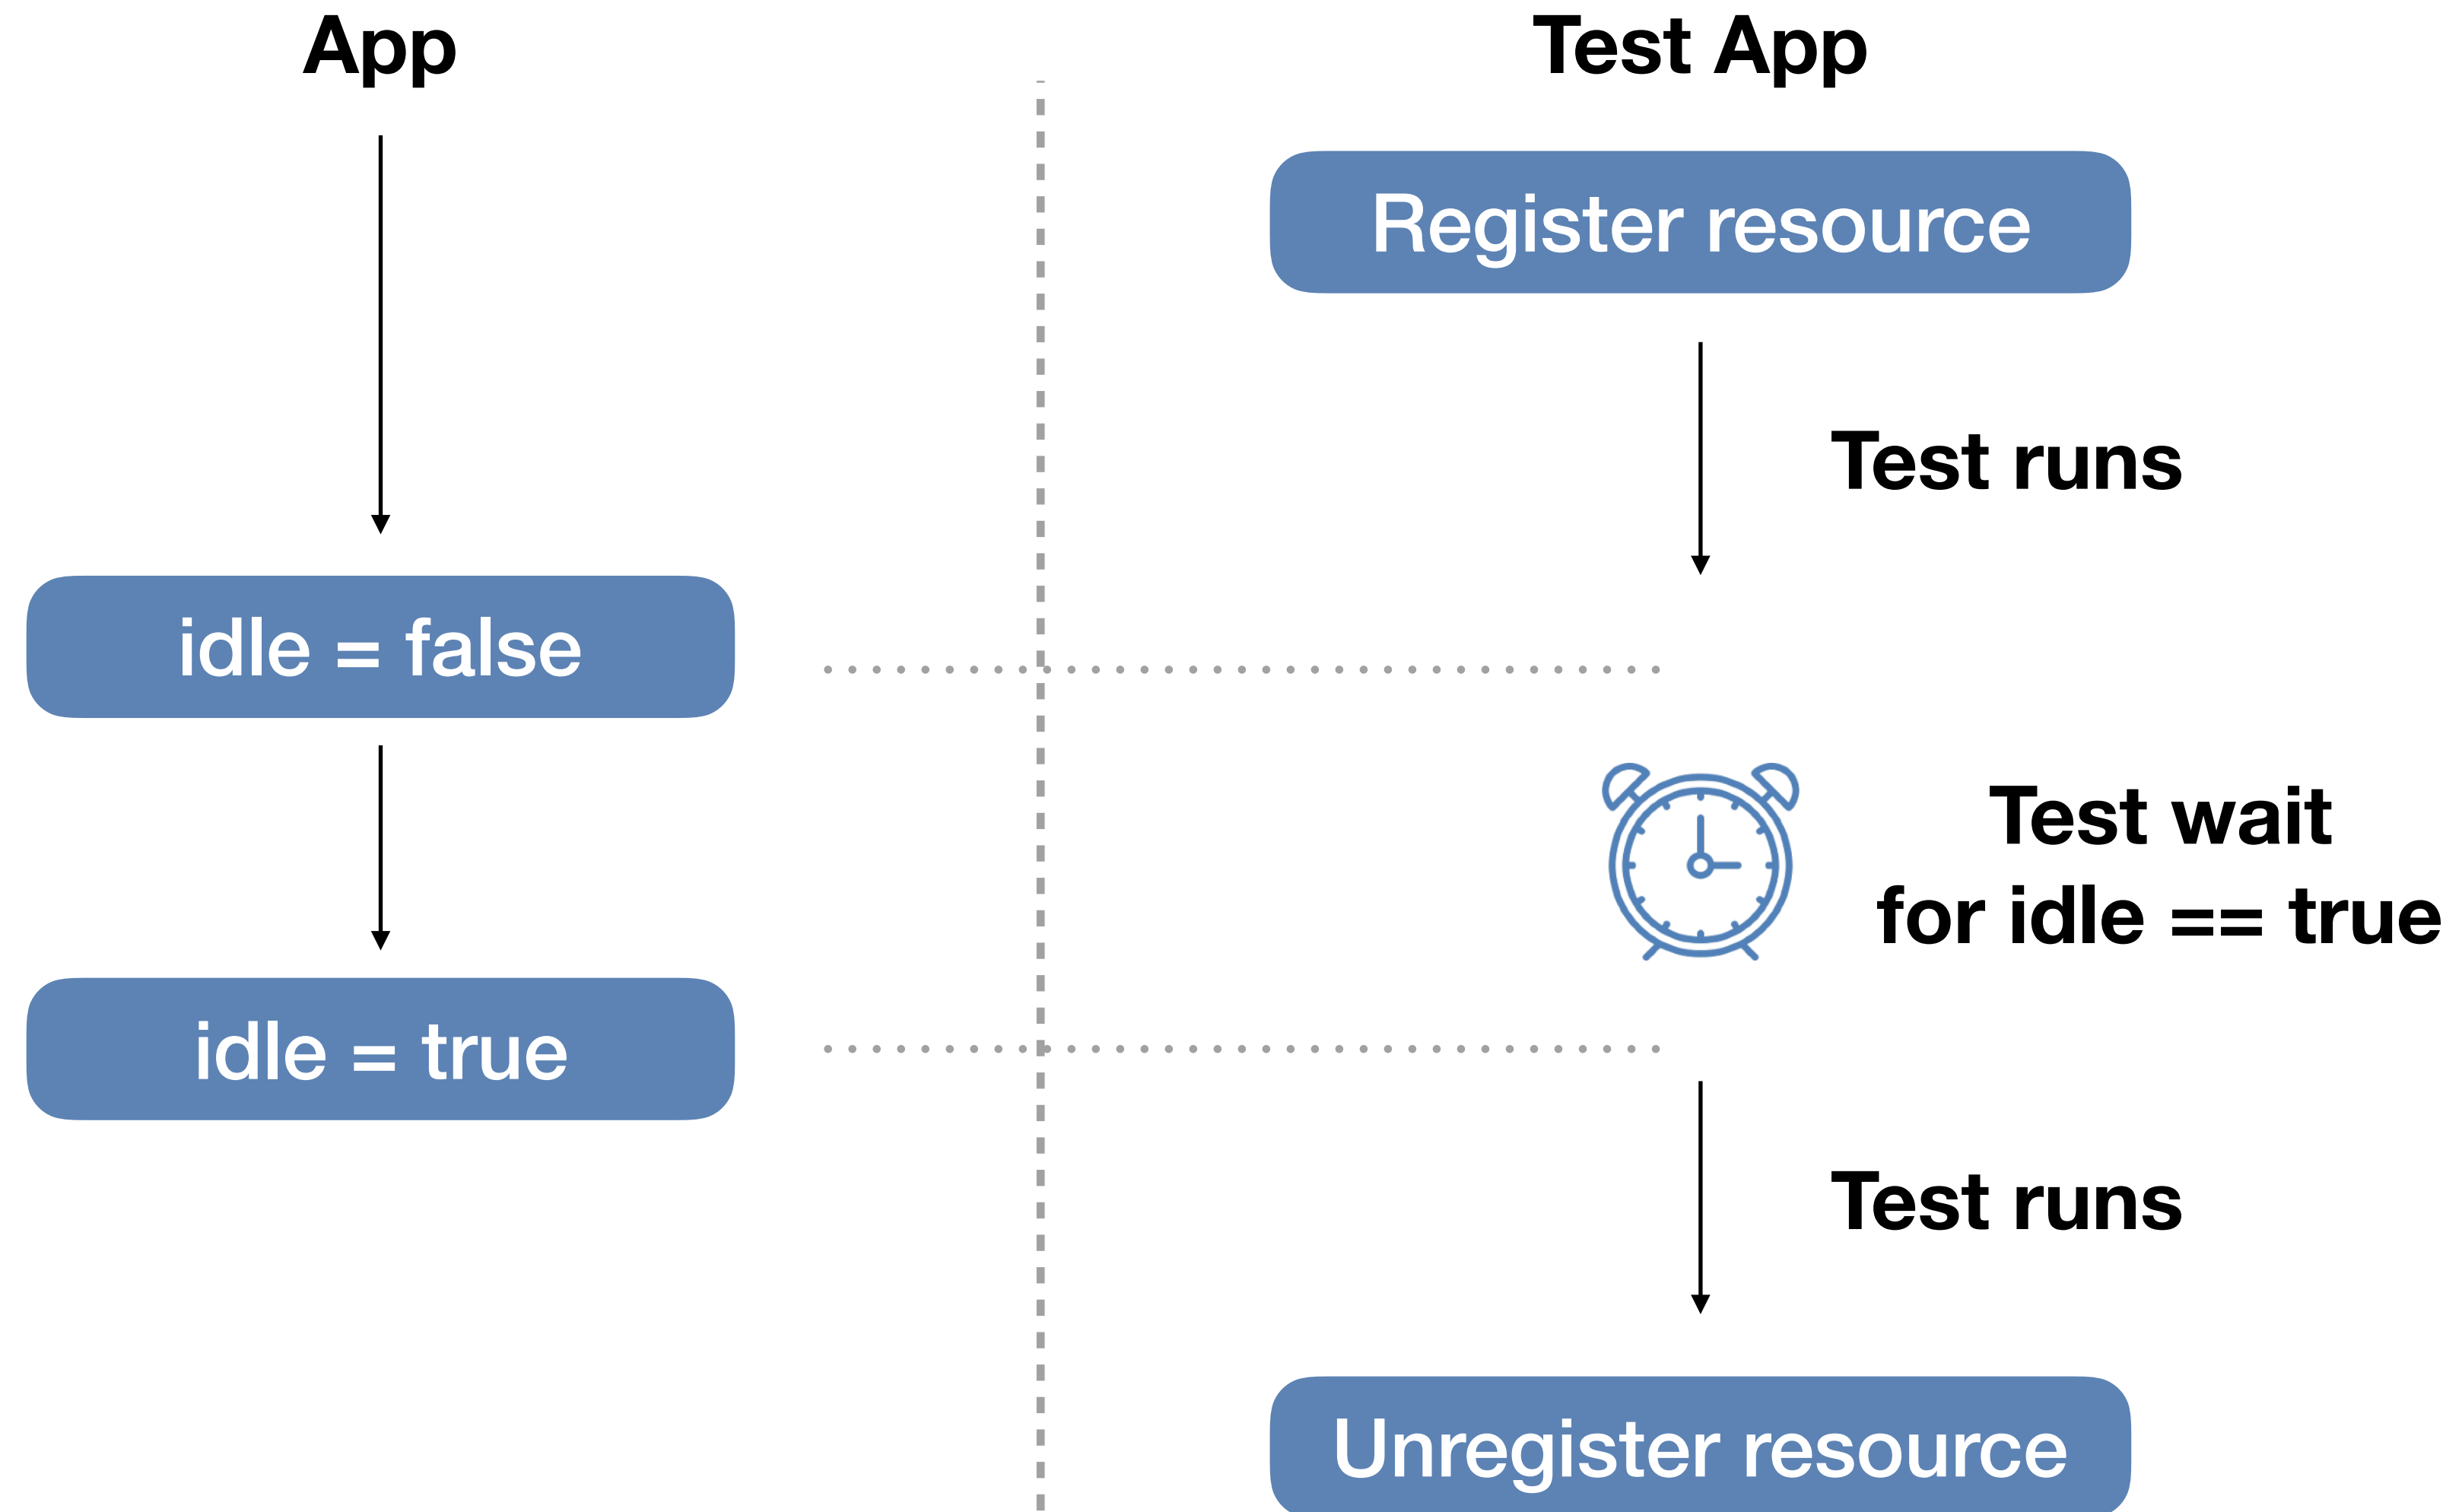 App
Test App
Register resource
Test runs
idle = false
Test wait
for idle == true
idle = true
Test runs
Unregister resource